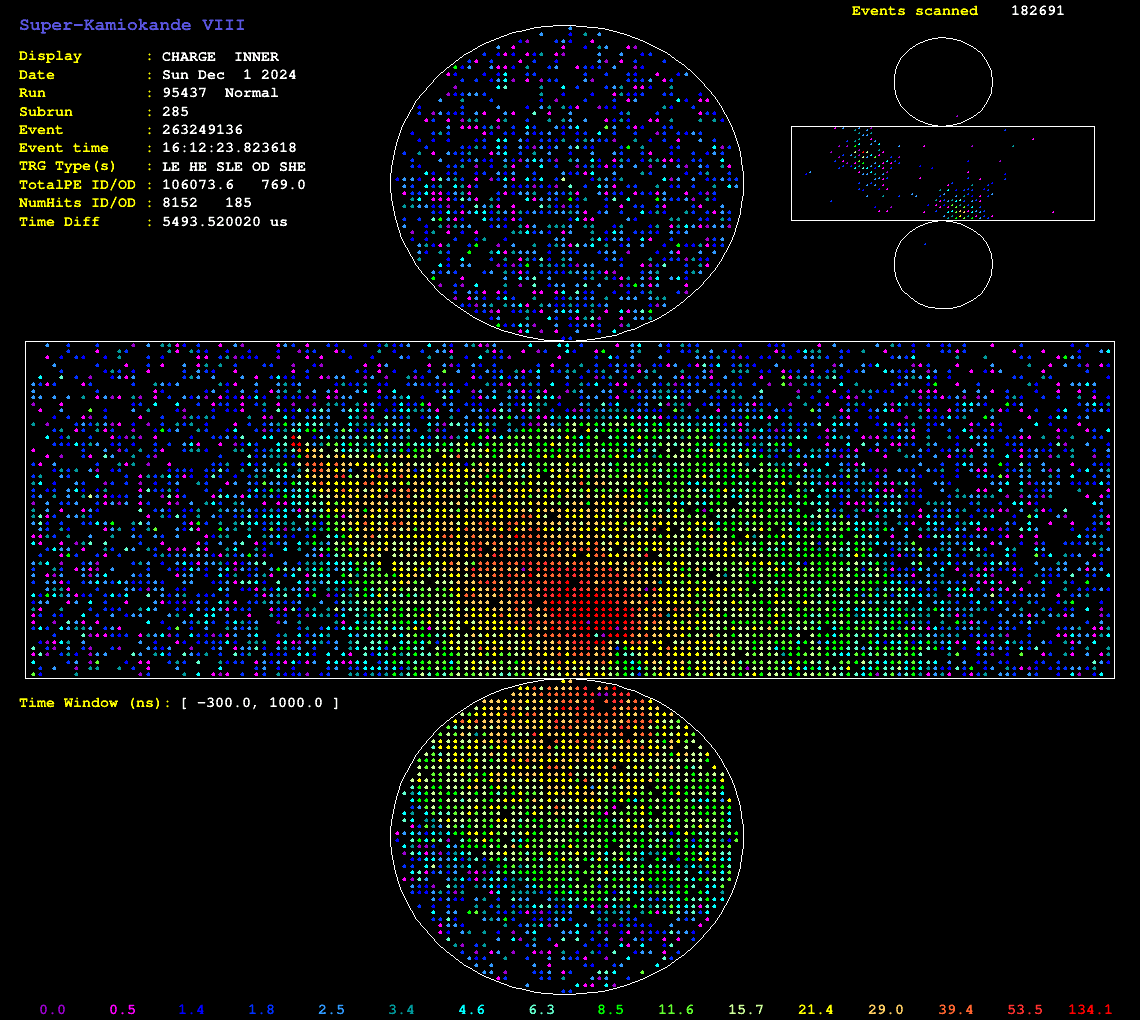 Super-Kamiokande VIII
Events scanned 182691
Display : CHARGE INNER
Date : Sun Dec 1 2024
Run : 95437 Normal
Subrun : 285
Event : 263249136
Event time : 16:12:23.823618
TRG Type(s) : LE HE SLE OD SHE
TotalPE ID/OD : 106073.6 769.0
NumHits ID/OD : 8152 185
Time Diff : 5493.520020 us
Time Window (ns): [ -300.0, 1000.0 ]
0.0 0.5 1.4 1.8 2.5 3.4 4.6 6.3 8.5 11.6 15.7 21.4 29.0 39.4 53.5 134.1